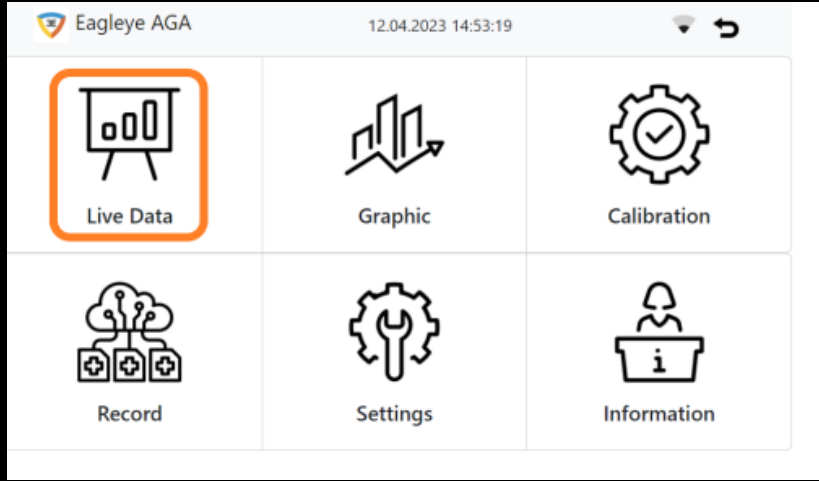 Eagleye AGA 12.04.2023 14:53:19
Live Data Graphic Calibration
i
Record Settings Information